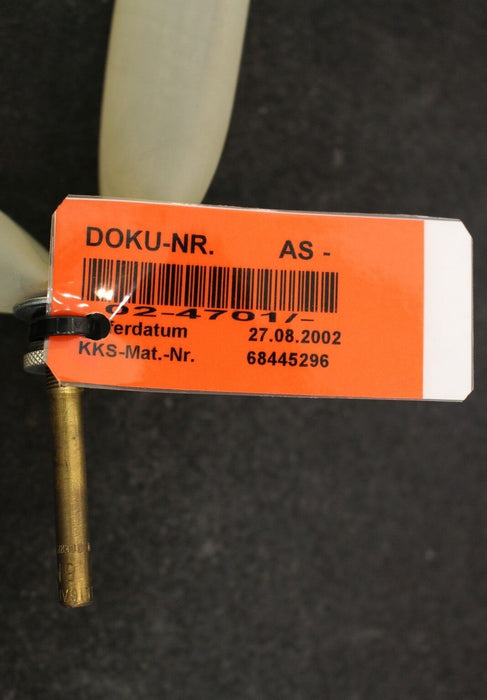 DOKU-NR. AS -
02-4701/-
ferdatum 27.08.2002
KKS-Mat.-Nr. 68445296